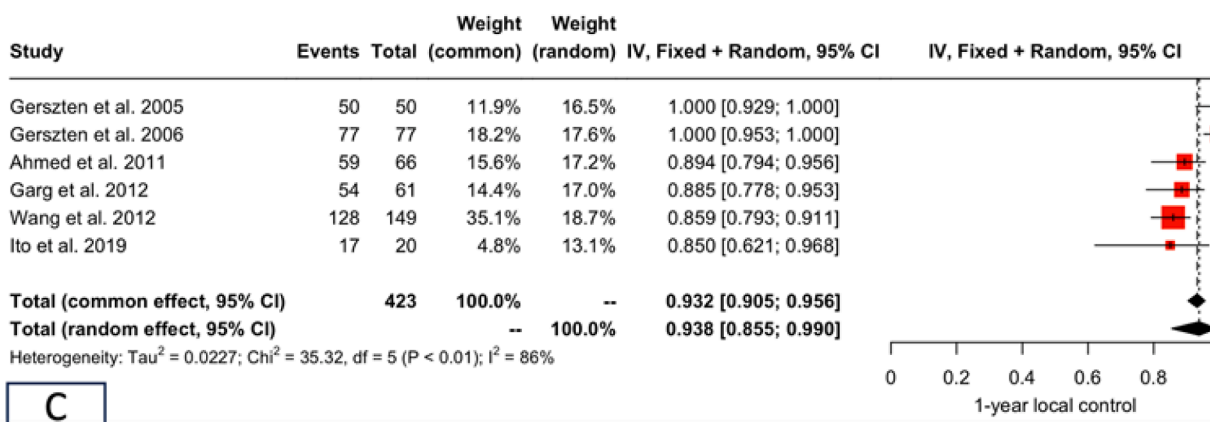 Weight Weight
Study Events Total (common) (random) IV, Fixed + Random, 95% CI IV, Fixed + Random, 95% CI
Gerszten et al. 2005 50 50 11.9% 16.5% 1.000 [0.929; 1.000]
Gerszten et al. 2006 77 77 18.2% 17.6% 1.000 [0.953; 1.000]
Ahmed et al. 2011 59 66 15.6% 17.2% 0.894 [0.794; 0.956]
Garg et al. 2012 54 61 14.4% 17.0% 0.885 [0.778; 0.953]
Wang et al. 2012 128 149 35.1% 18.7% 0.859 [0.793; 0.911]
Ito et al. 2019 17 20 4.8% 13.1% 0.850 [0.621; 0.968]
Total (common effect, 95% CI) 423 100.0% -- 0.932 [0.905; 0.956]
Total (random effect, 95% CI) -- 100.0% 0.938 [0.855; 0.990]
Heterogeneity: Tau² = 0.0227; Chi² = 35.32, df = 5 (P < 0.01); I² = 86%
0 0.2 0.4 0.6 0.8
1-year local control
C